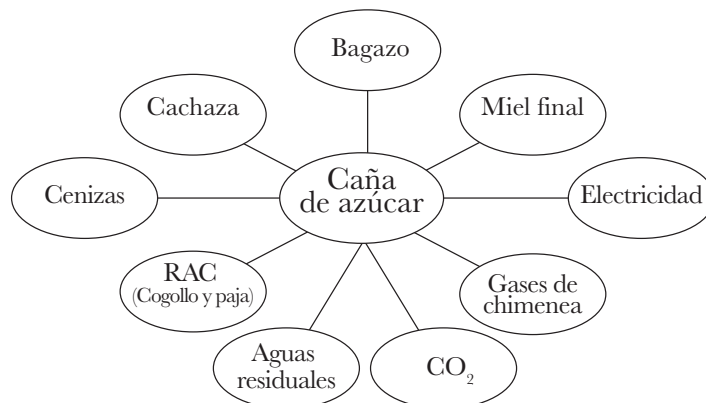 Bagazo
Cachaza
Miel final
Caña
de azúcar
Cenizas
Electricidad
RAC
(Cogollo y paja)
Gases de
chimenea
Aguas
residuales
CO₂